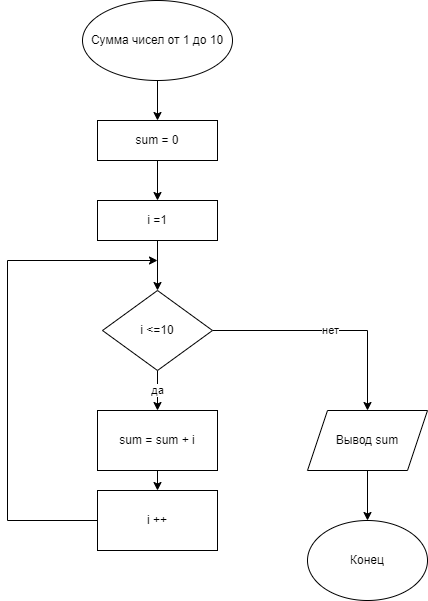 Сумма чисел от 1 до 10
sum = 0
i =1
i <=10
нет
да
sum = sum + i
Вывод sum
i ++
Конец